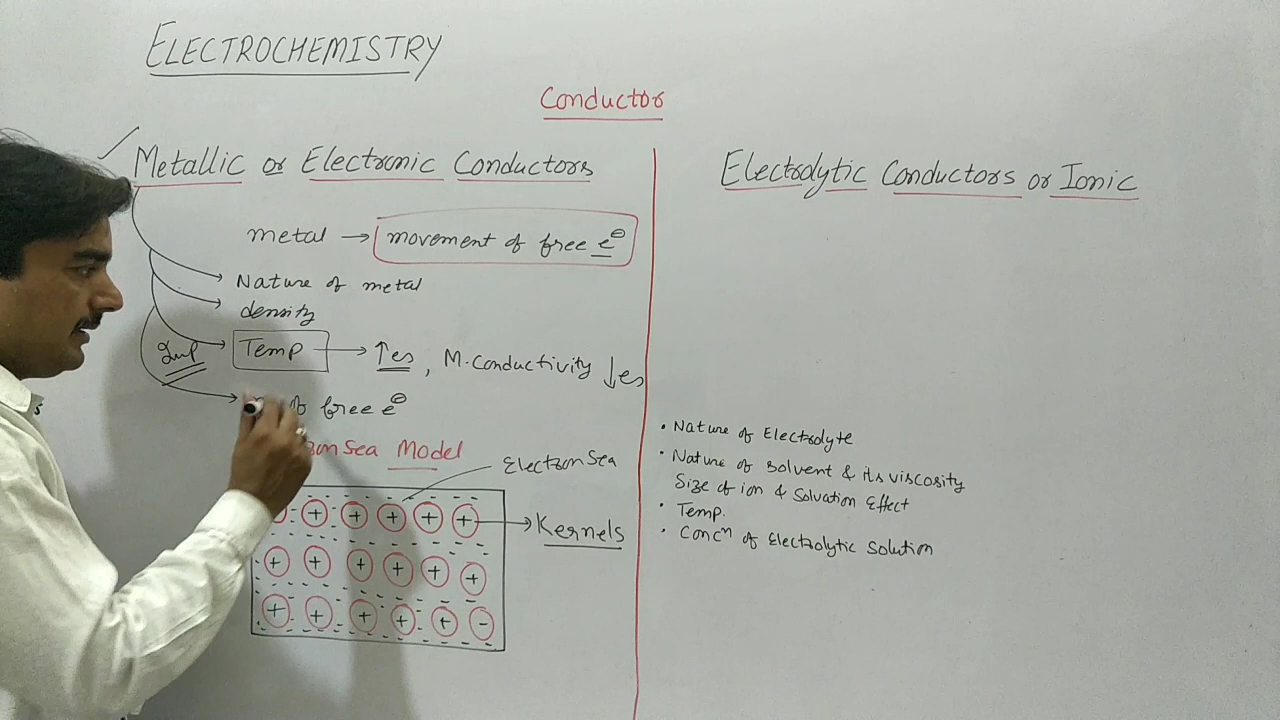 ELECTROCHEMISTRY
Conductor
Metallic or Electronic Conductors
metal → movement of free e⊖
Nature of metal
density
Imp
Temp → ↑es, M.Conductivity ↓es
of free e⊖
Sea Model
Electron Sea
Kernels
+ + + + +
+ + + + + +
+ + + + + -
Electrolytic Conductors or Ionic
• Nature of Electrolyte
• Nature of Solvent & its viscosity
Size of ion & Solvation Effect
• Temp.
• Concⁿ of Electrolytic Solution